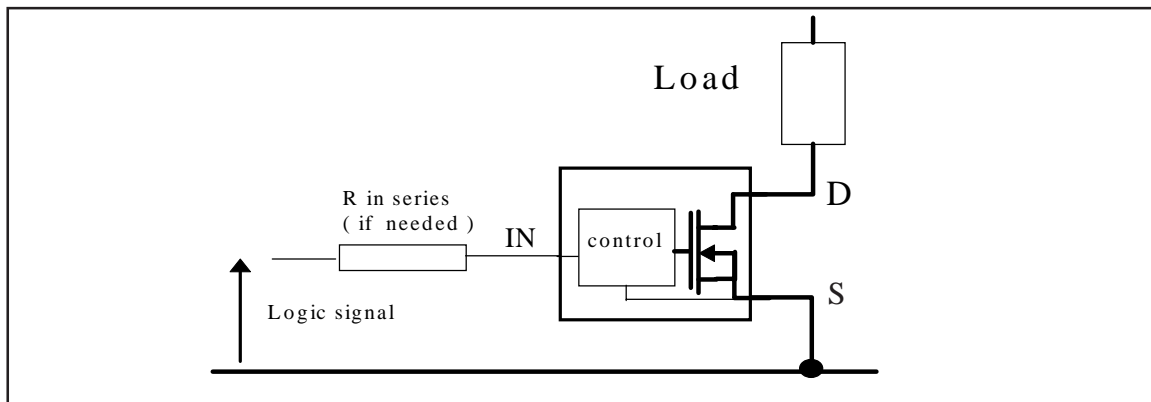 Load
D
R in series
( if needed )
IN
control
S
Logic signal